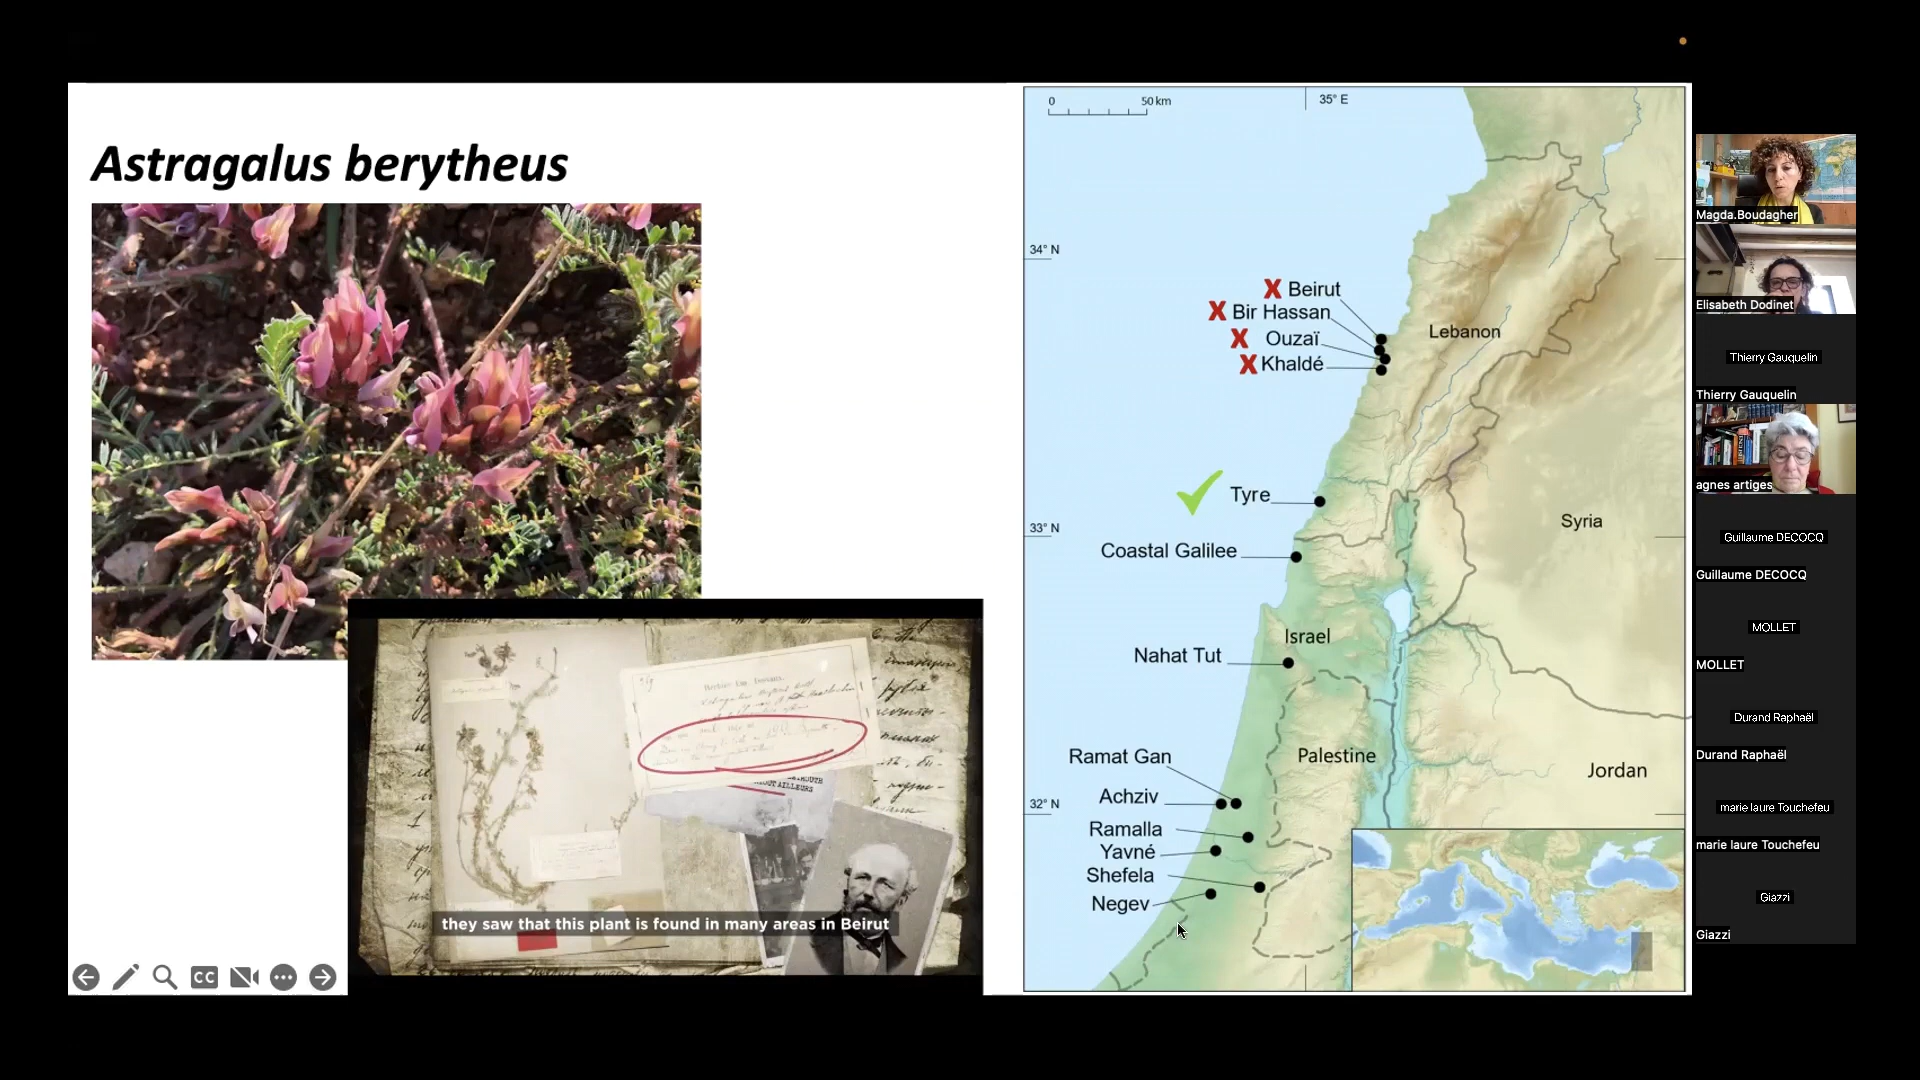 Astragalus berytheus
they saw that this plant is found in many areas in Beirut
CC
0
50 km
35° E
34° N
33° N
32° N
X Beirut
X Bir Hassan
X Ouzaï
X Khaldé
Lebanon
Tyre
Coastal Galilee
Syria
Israel
Nahat Tut
Palestine
Jordan
Ramat Gan
Achziv
Ramalla
Yavné
Shefela
Negev
Magda.Boudagher
Elisabeth Dodinet
Thierry Gauquelin
Thierry Gauquelin
agnes artiges
Guillaume DECOCQ
Guillaume DECOCQ
MOLLET
MOLLET
Durand Raphaël
Durand Raphaël
marie laure Touchefeu
marie laure Touchefeu
Giazzi
Giazzi